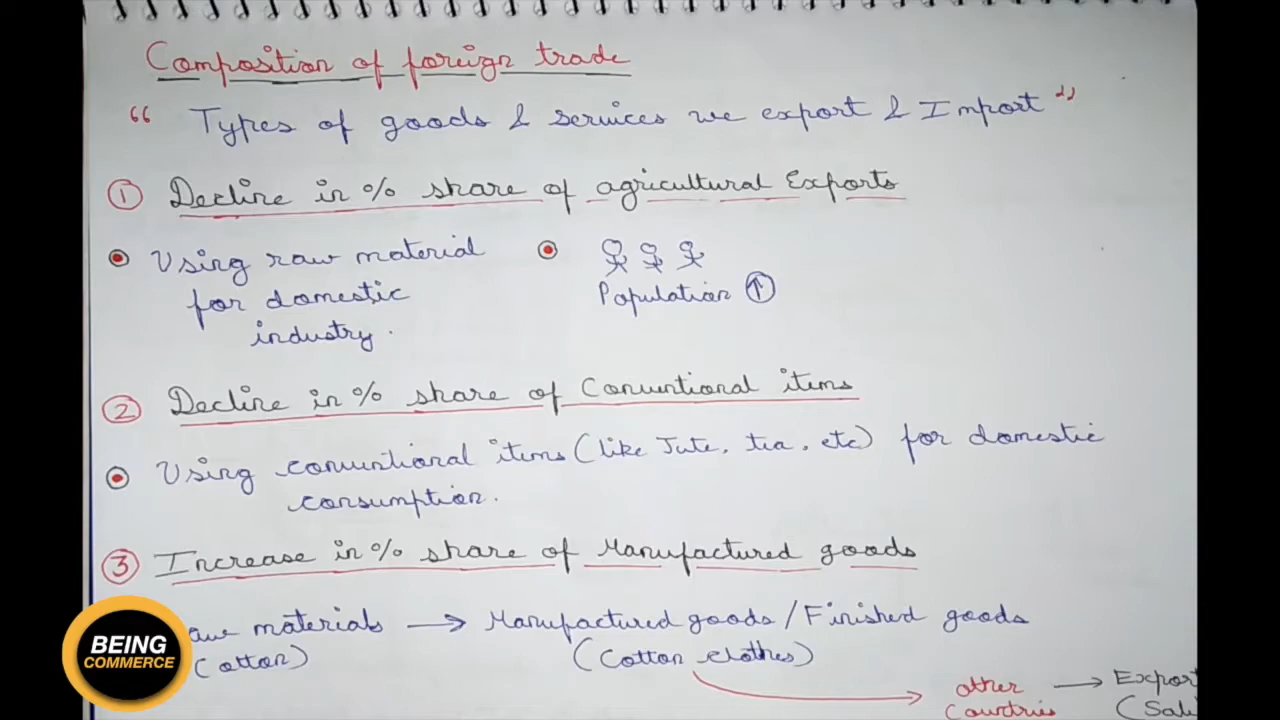 Composition of foreign trade
“ Types of goods & services we export & Import ”
① Decline in % share of agricultural Exports
Using raw material
for domestic
industry.
Population ↑
② Decline in % share of Conventional items
Using conventional items (like Jute, tea, etc) for domestic
consumption.
③ Increase in % share of Manufactured goods
materials → Manufactured goods / Finished goods
(Cotton) (Cotton clothes)
other → Export
Countries
BEING
COMMERCE